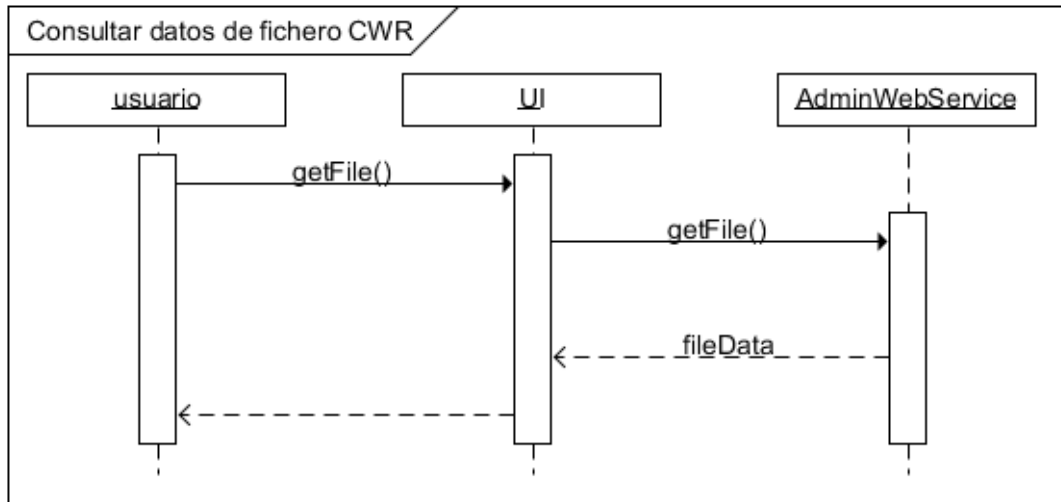 Consultar datos de fichero CWR
usuario
UI
AdminWebService
getFile()
getFile()
fileData